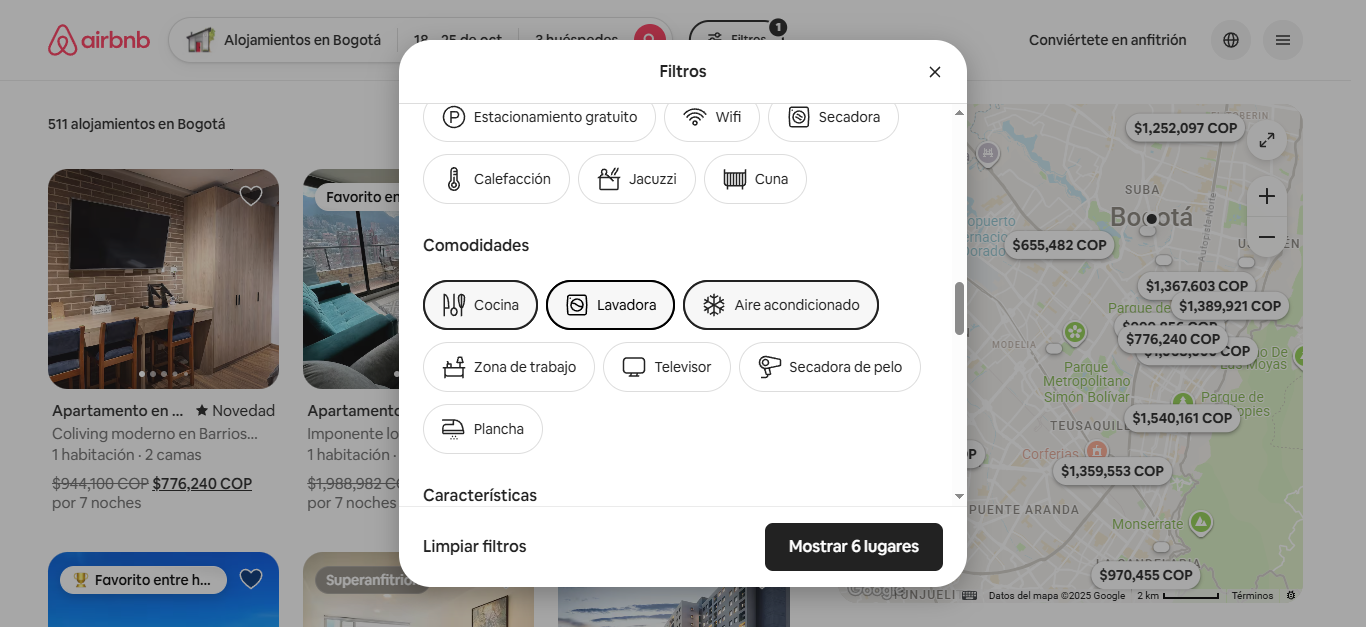 airbnb
Alojamientos en Bogotá
18 – 25 de oct.
3 huéspedes
Filtros
1
Conviértete en anfitrión
511 alojamientos en Bogotá
Filtros
Estacionamiento gratuito
Wifi
Secadora
Calefacción
Jacuzzi
Cuna
Comodidades
Cocina
Lavadora
Aire acondicionado
Zona de trabajo
Televisor
Secadora de pelo
Plancha
Características
Limpiar filtros
Mostrar 6 lugares
Favorito en
Apartamento en ...
Novedad
Coliving moderno en Barrios...
1 habitación · 2 camas
$944,100 COP $776,240 COP
por 7 noches
Apartamento
Imponente lo
1 habitación ·
$1,988,982 C
por 7 noches
Favorito entre h...
Superanfitrió
$1,252,097 COP
SUBA
Bogotá
$655,482 COP
$1,367,603 COP
$1,389,921 COP
Parque de
$776,240 COP
MODELIA
Parque
Metropolitano
Simón Bolívar
Parque de
$1,540,161 COP
TEUSAQUIL
Corferias
$1,359,553 COP
PUENTE ARANDA
Monserrate
LA CANDELARIA
$970,455 COP
TUNJUELI
Google
Autopista Norte
Datos del mapa ©2025 Google
2 km
Términos